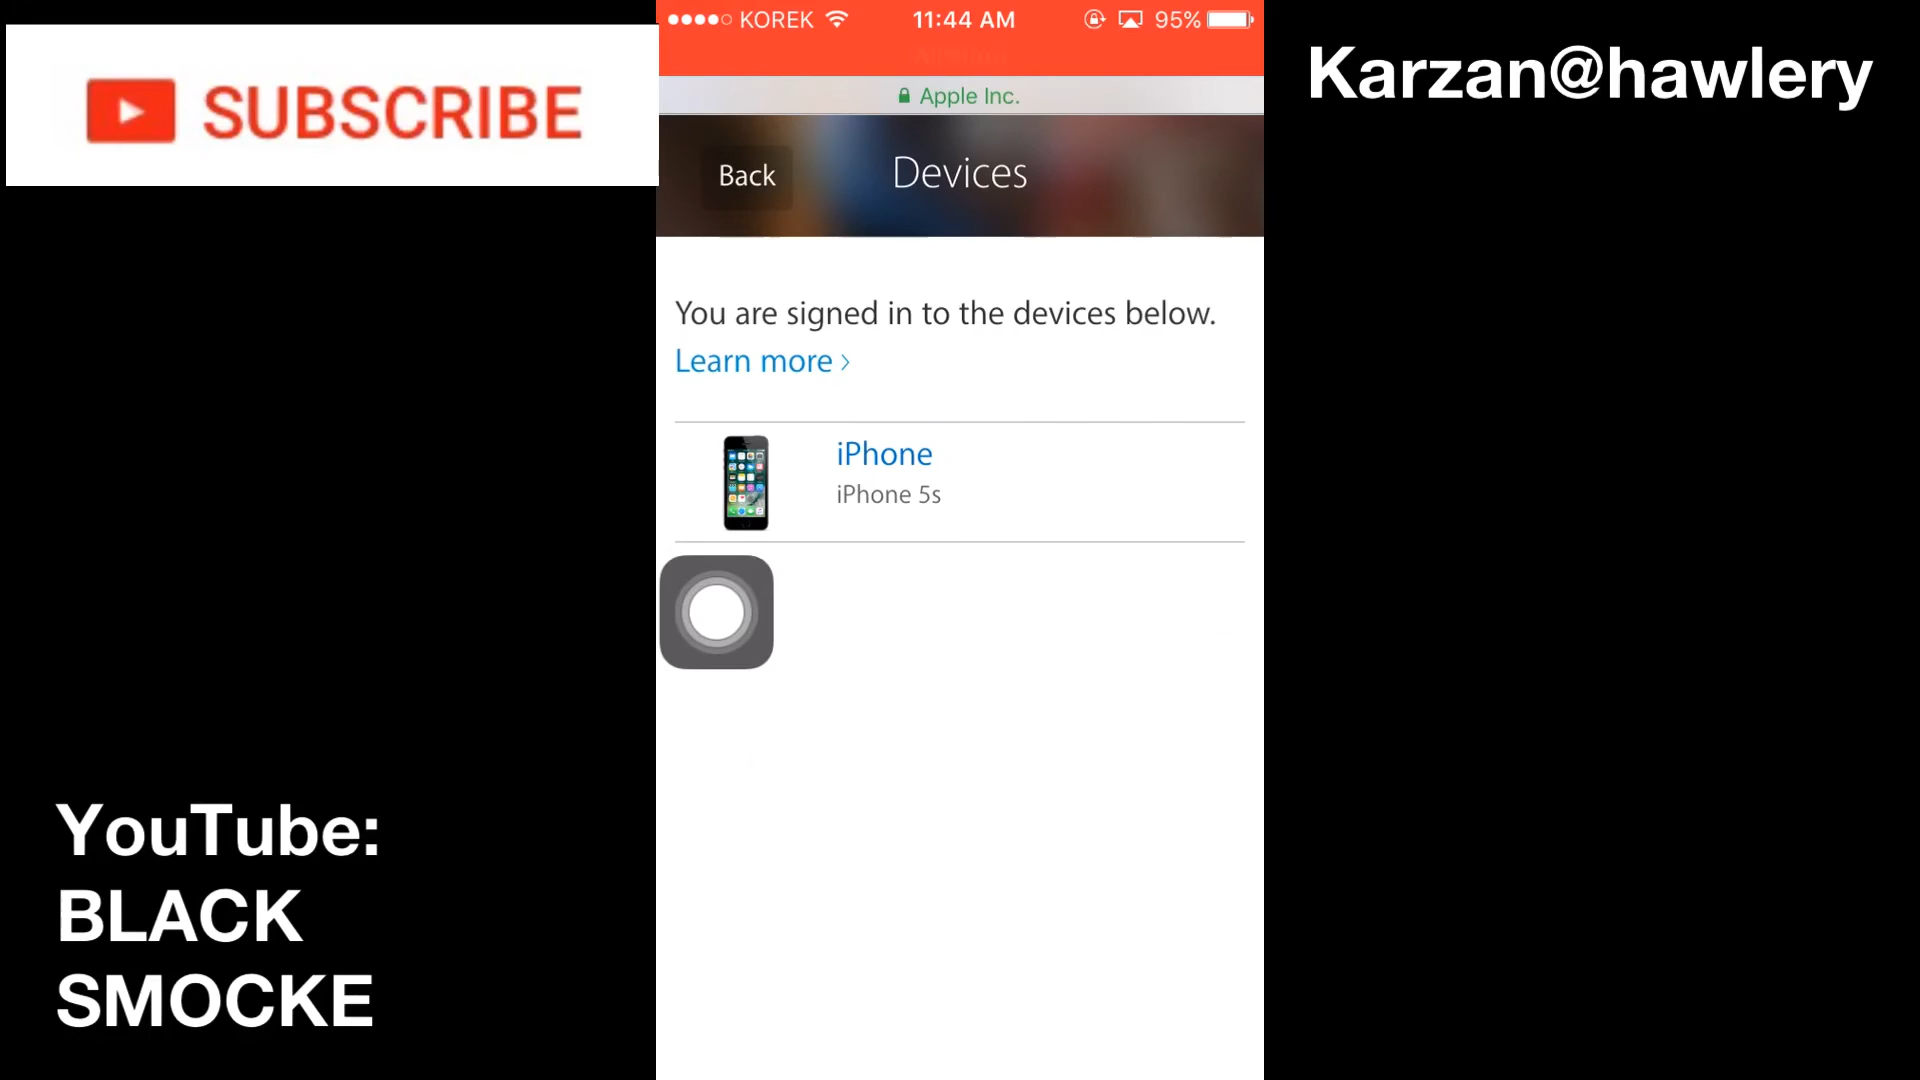 SUBSCRIBE
KOREK 11:44 AM 95%
Apple Inc.
Back Devices
You are signed in to the devices below.
Learn more
iPhone
iPhone 5s
Karzan@hawlery
YouTube:
BLACK
SMOCKE